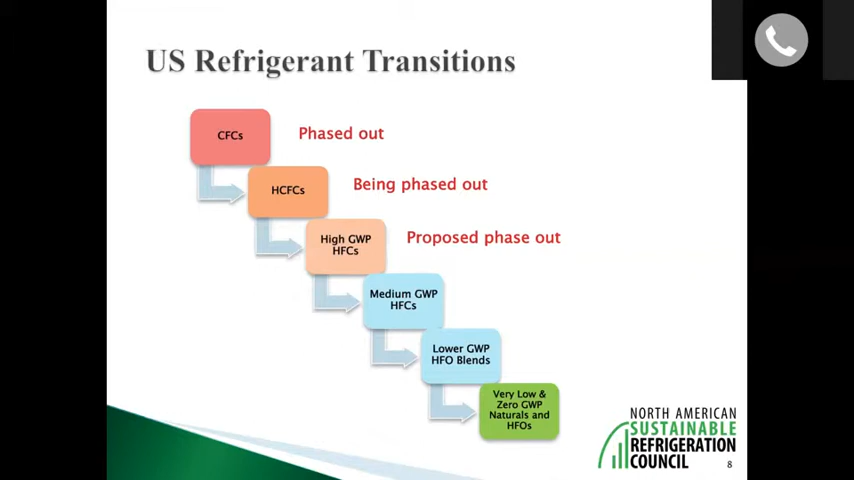 US Refrigerant Transitions
CFCs
Phased out
HCFCs
Being phased out
High GWP
HFCs
Proposed phase out
Medium GWP
HFCs
Lower GWP
HFO Blends
Very Low &
Zero GWP
Naturals and
HFOs
NORTH AMERICAN
SUSTAINABLE
REFRIGERATION
COUNCIL
8